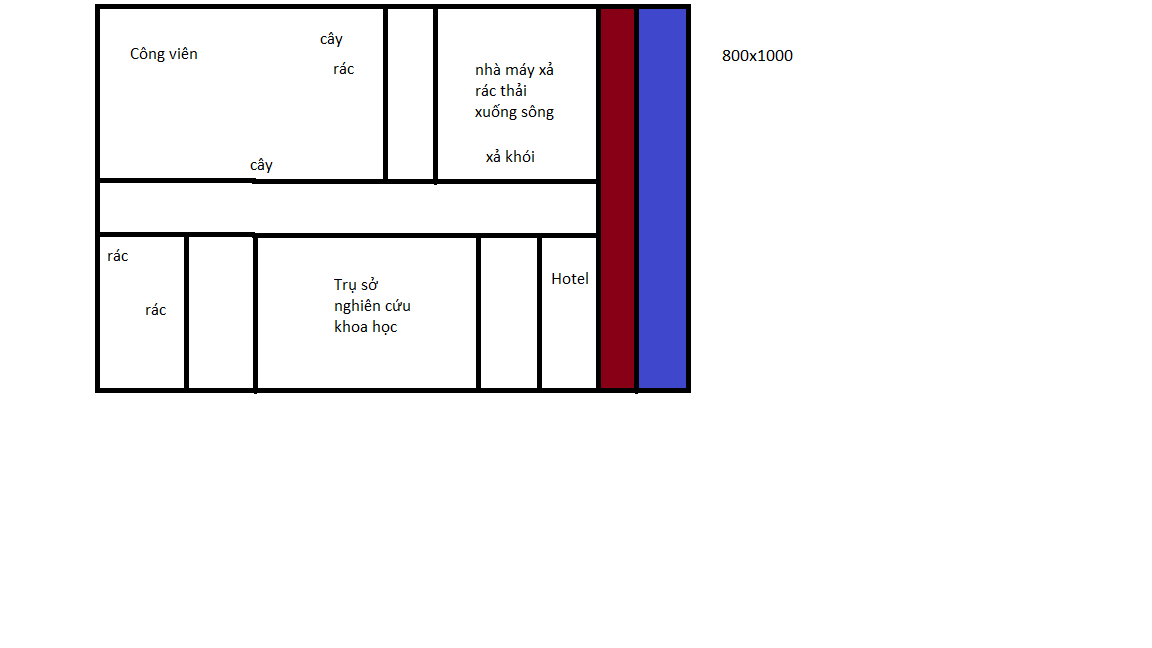 Công viên
cây
rác
cây
nhà máy xả
rác thải
xuống sông
xả khói
800x1000
rác
rác
Trụ sở
nghiên cứu
khoa học
Hotel